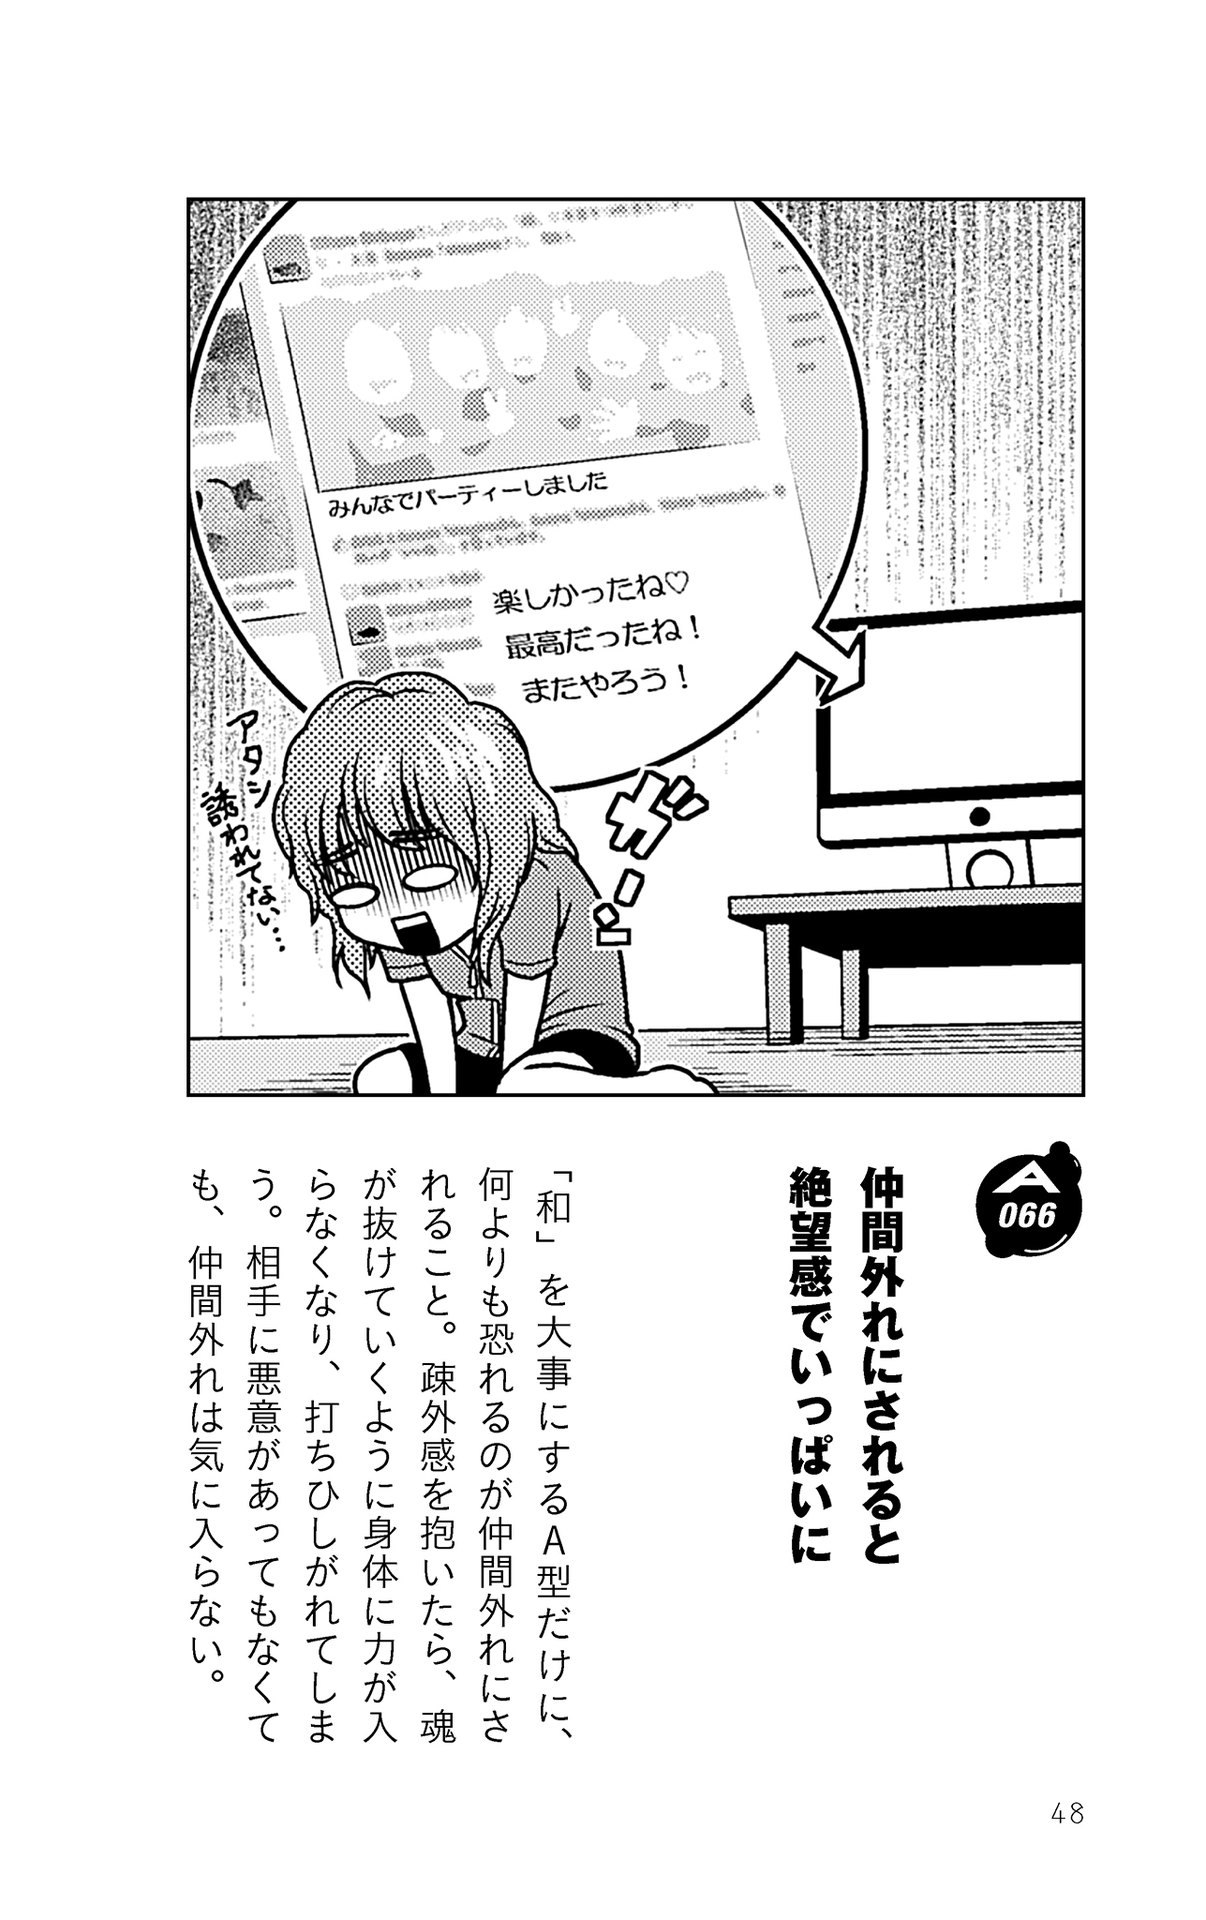 みんなでパーティーしました
楽しかったね♡
最高だったね！
またやろう！
ガーン
アタシ
誘われてない…
A
066
仲間外れにされると
絶望感でいっぱいに
「和」を大事にするA型だけに、
何よりも恐れるのが仲間外れにさ
れること。疎外感を抱いたら、魂
が抜けていくように身体に力が入
らなくなり、打ちひしがれてしま
う。相手に悪意があってもなくて
も、仲間外れは気に入らない。
48